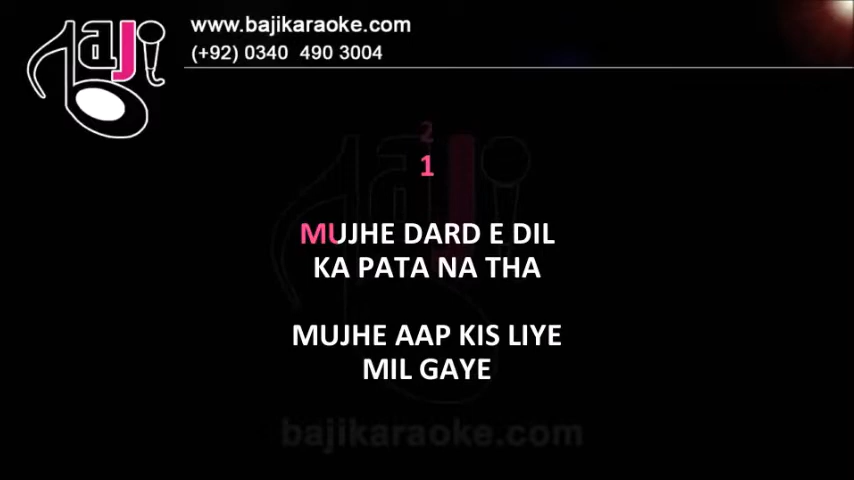 www.bajikaraoke.com
(+92) 0340 490 3004
baji
2
1
MUJHE DARD E DIL
KA PATA NA THA
MUJHE AAP KIS LIYE
MIL GAYE
bajikaraoke.com